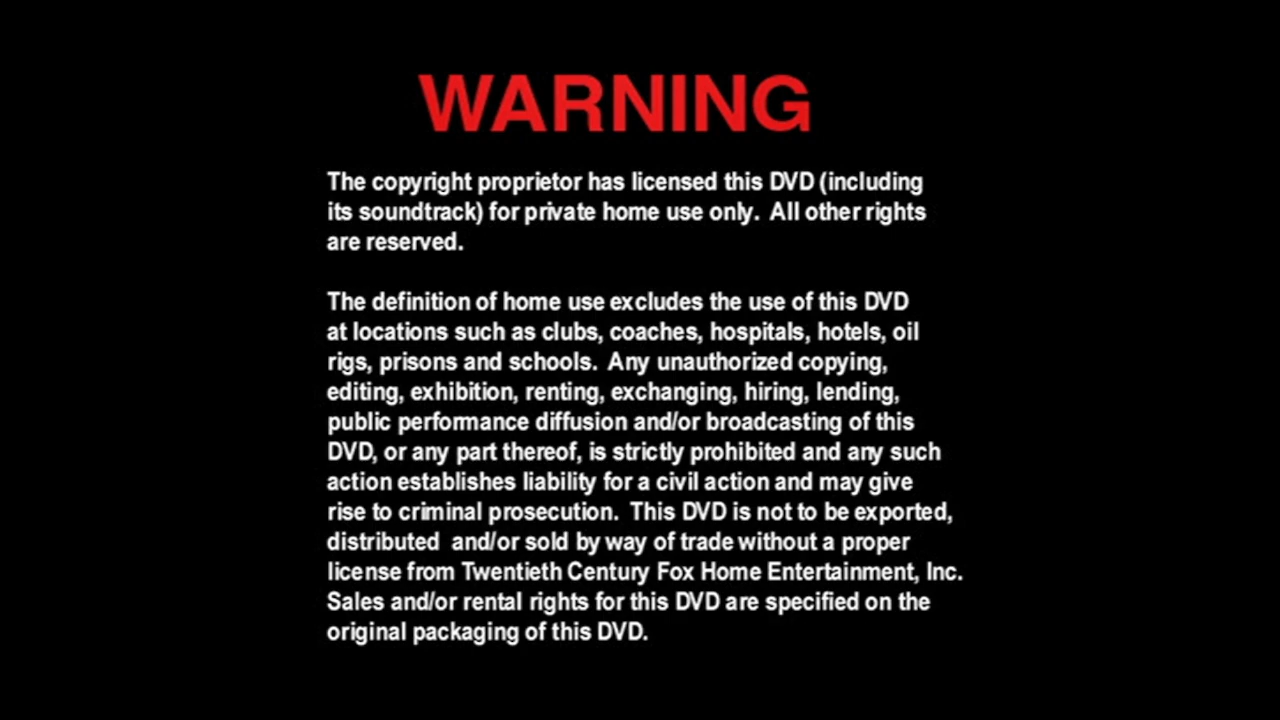 WARNING
The copyright proprietor has licensed this DVD (including
its soundtrack) for private home use only.  All other rights
are reserved.
The definition of home use excludes the use of this DVD
at locations such as clubs, coaches, hospitals, hotels, oil
rigs, prisons and schools.  Any unauthorized copying,
editing, exhibition, renting, exchanging, hiring, lending,
public performance diffusion and/or broadcasting of this
DVD, or any part thereof, is strictly prohibited and any such
action establishes liability for a civil action and may give
rise to criminal prosecution.  This DVD is not to be exported,
distributed  and/or sold by way of trade without a proper
license from Twentieth Century Fox Home Entertainment, Inc.
Sales and/or rental rights for this DVD are specified on the
original packaging of this DVD.